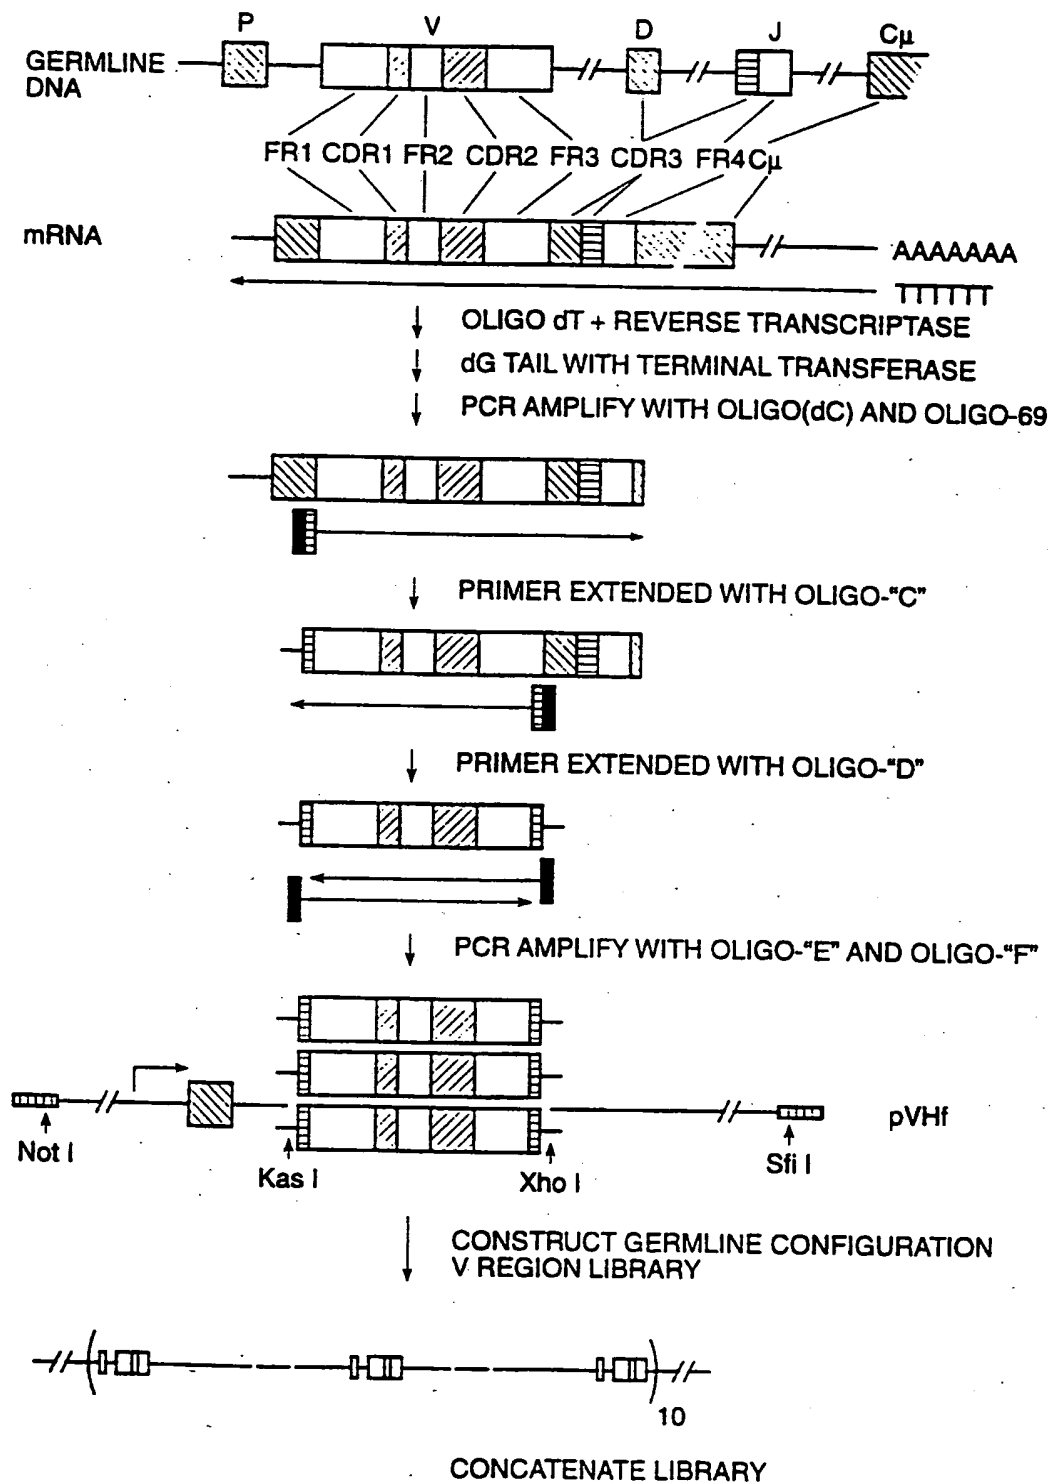 P V D J Cμ
GERMLINE
DNA
FR1 CDR1 FR2 CDR2 FR3 CDR3 FR4 Cμ
mRNA
AAAAAAA
TTTTTT
OLIGO dT + REVERSE TRANSCRIPTASE
dG TAIL WITH TERMINAL TRANSFERASE
PCR AMPLIFY WITH OLIGO(dC) AND OLIGO-69
PRIMER EXTENDED WITH OLIGO-"C"
PRIMER EXTENDED WITH OLIGO-"D"
PCR AMPLIFY WITH OLIGO-"E" AND OLIGO-"F"
pVHf
Not I
Kas I
Xho I
Sfi I
CONSTRUCT GERMLINE CONFIGURATION
V REGION LIBRARY
10
CONCATENATE LIBRARY